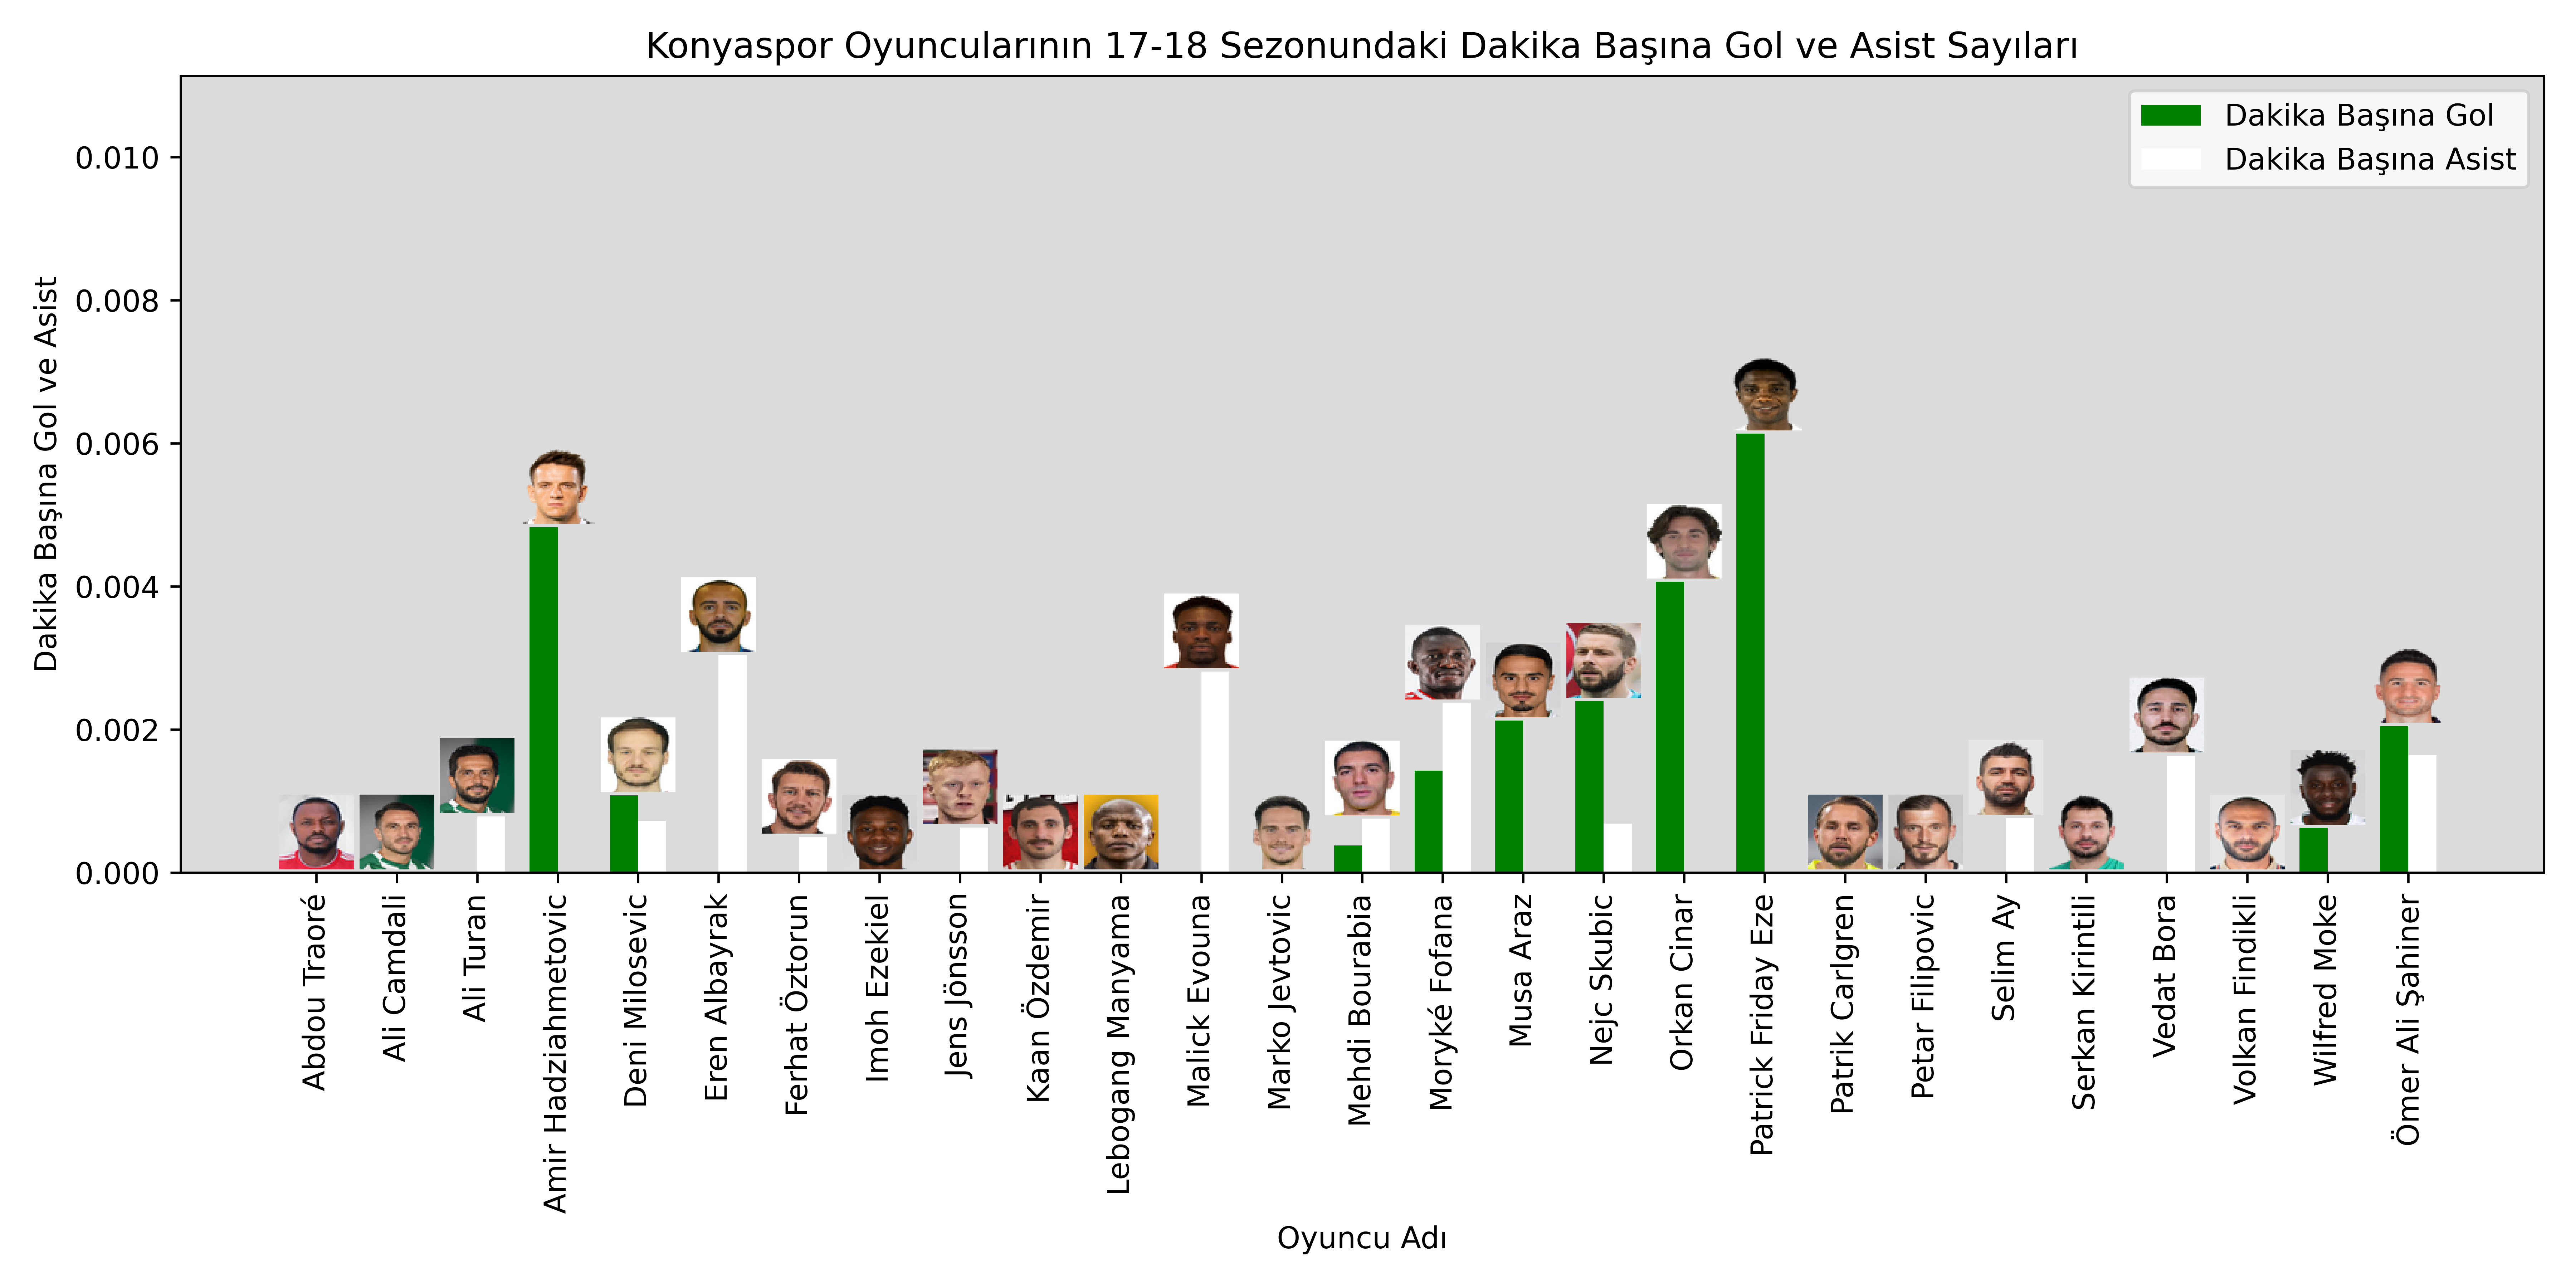 Konyaspor Oyuncularının 17-18 Sezonundaki Dakika Başına Gol ve Asist Sayıları
Dakika Başına Gol
Dakika Başına Asist
Dakika Başına Gol ve Asist
0.010
0.008
0.006
0.004
0.002
0.000
Abdou Traoré
Ali Camdali
Ali Turan
Amir Hadziahmetovic
Deni Milosevic
Eren Albayrak
Ferhat Öztorun
Imoh Ezekiel
Jens Jönsson
Kaan Özdemir
Lebogang Manyama
Malick Evouna
Marko Jevtovic
Mehdi Bourabia
Moryké Fofana
Musa Araz
Nejc Skubic
Orkan Cinar
Patrick Friday Eze
Patrik Carlgren
Petar Filipovic
Selim Ay
Serkan Kirintili
Vedat Bora
Volkan Findikli
Wilfred Moke
Ömer Ali Şahiner
Oyuncu Adı